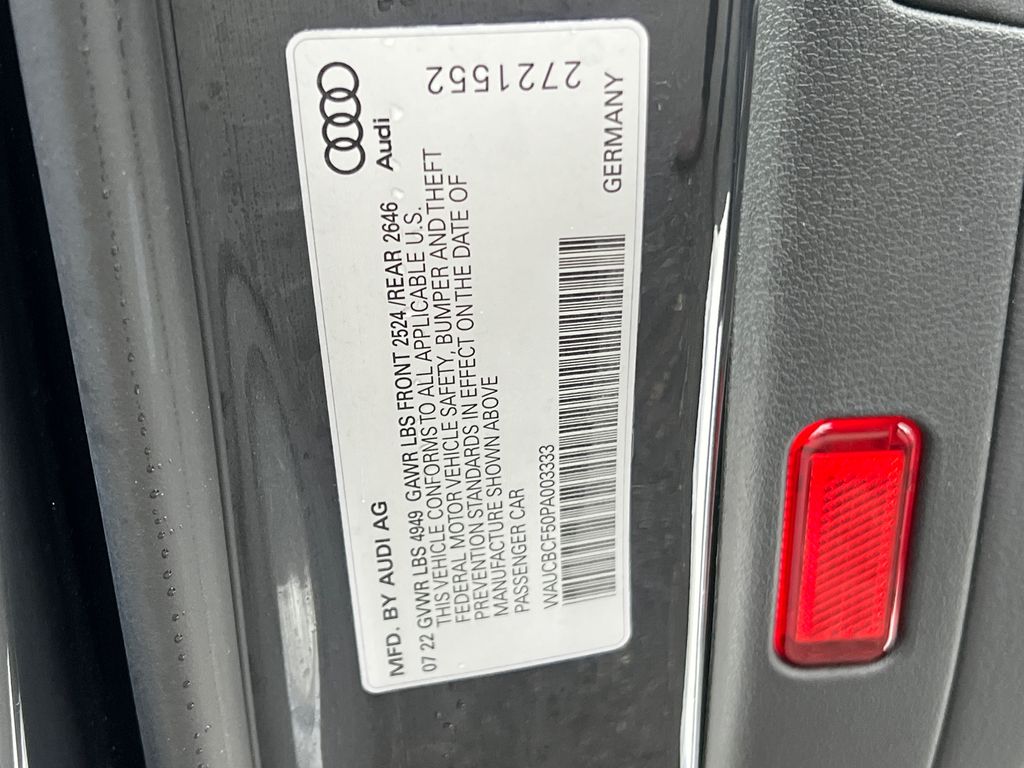 MFD. BY AUDI AG
Audi
07 22 GVWR LBS 4949 GAWR LBS FRONT 2524/REAR 2646
THIS VEHICLE CONFORMS TO ALL APPLICABLE U.S.
FEDERAL MOTOR VEHICLE SAFETY, BUMPER AND THEFT
PREVENTION STANDARDS IN EFFECT ON THE DATE OF
MANUFACTURE SHOWN ABOVE
PASSENGER CAR
WAUCBCF50PA003333
2721552
GERMANY